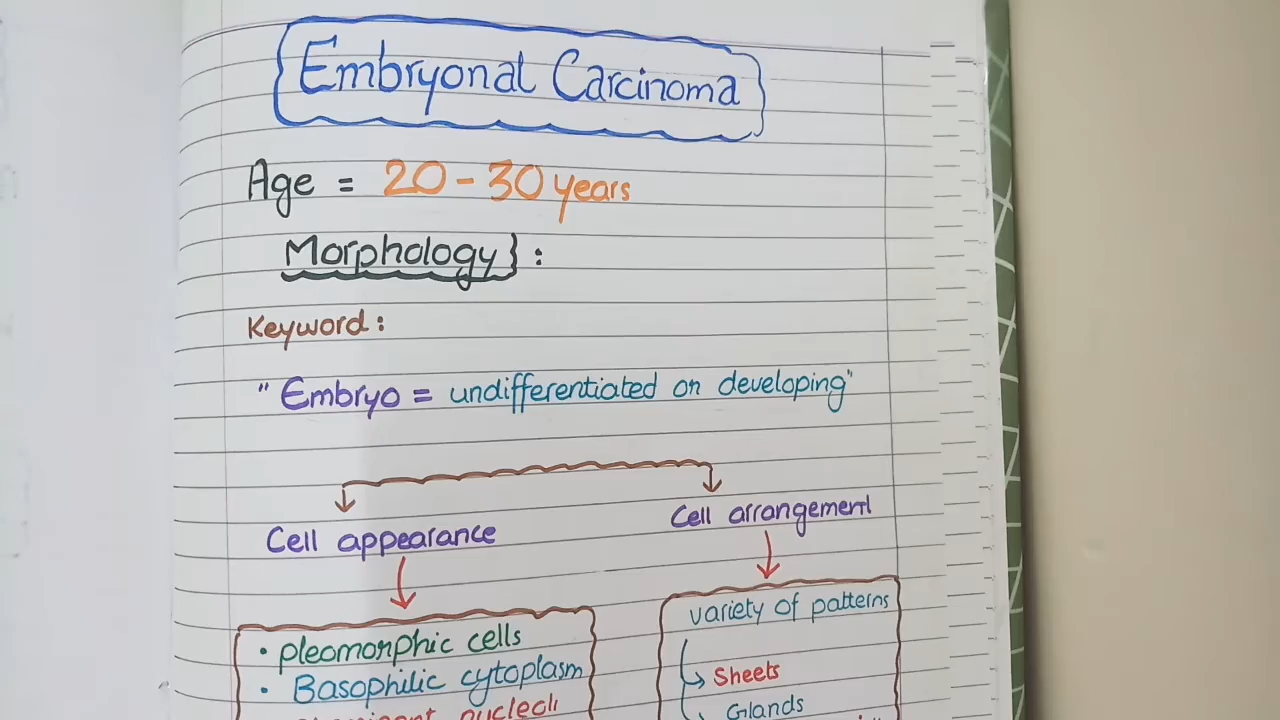 Embryonal Carcinoma
Age = 20 - 30 years
Morphology } :
Keyword :
" Embryo = undifferentiated or developing "
Cell appearance
Cell arrangement
• pleomorphic cells
• Basophilic cytoplasm
nucleoli
variety of patterns
Sheets
Glands